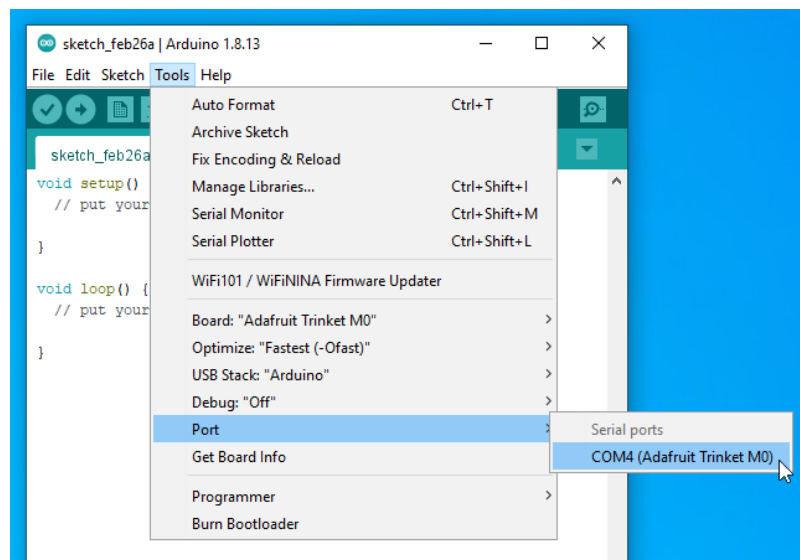 sketch_feb26a | Arduino 1.8.13
File Edit Sketch Tools Help
Auto Format Ctrl+T
Archive Sketch
Fix Encoding & Reload
Manage Libraries... Ctrl+Shift+I
Serial Monitor Ctrl+Shift+M
Serial Plotter Ctrl+Shift+L
WiFi101 / WiFiNINA Firmware Updater
Board: "Adafruit Trinket M0"
Optimize: "Fastest (-Ofast)"
USB Stack: "Arduino"
Debug: "Off"
Port
Get Board Info
Programmer
Burn Bootloader
Serial ports
COM4 (Adafruit Trinket M0)
sketch_feb26a
void setup()
// put your
}
void loop() {
// put your
}